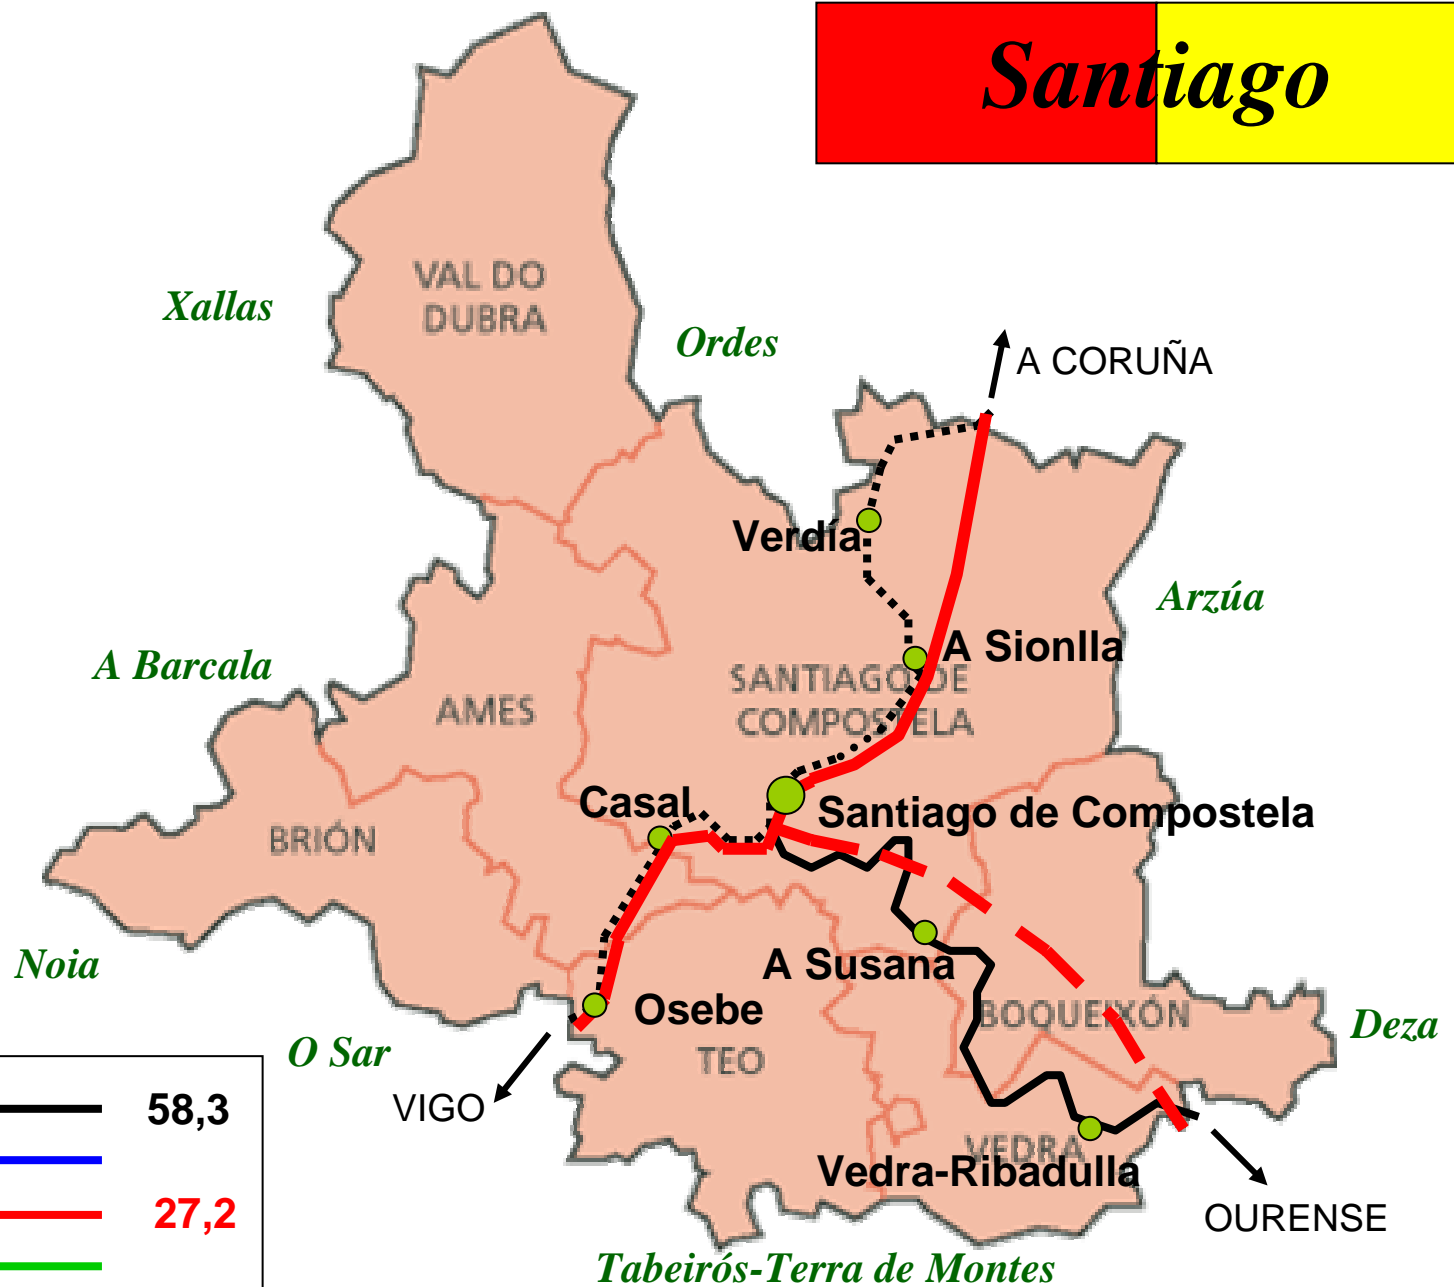 Santiago
VAL DO
DUBRA
Xallas
Ordes
A CORUÑA
Verdía
Arzúa
A Sionlla
A Barcala
SANTIAGO DE
COMPOSTELA
AMES
Casal
Santiago de Compostela
BRIÓN
A Susana
Noia
Osebe
BOQUEIXÓN
Deza
O Sar
TEO
VIGO
58,3
VEDRA
Vedra-Ribadulla
27,2
OURENSE
Tabeirós-Terra de Montes